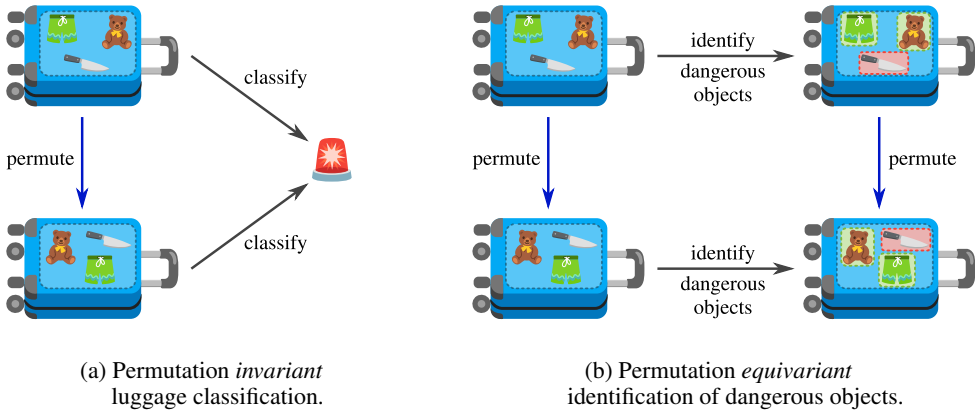 classify
permute
classify
(a) Permutation invariant
luggage classification.
identify
dangerous
objects
permute
permute
identify
dangerous
objects
(b) Permutation equivariant
identification of dangerous objects.